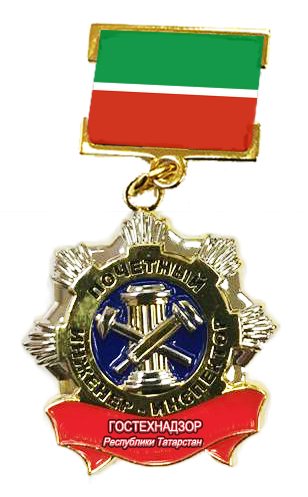 ПОЧЕТНЫЙ
ИНЖЕНЕР-ИНСПЕКТОР
ГОСТЕХНАДЗОР
Республики Татарстан